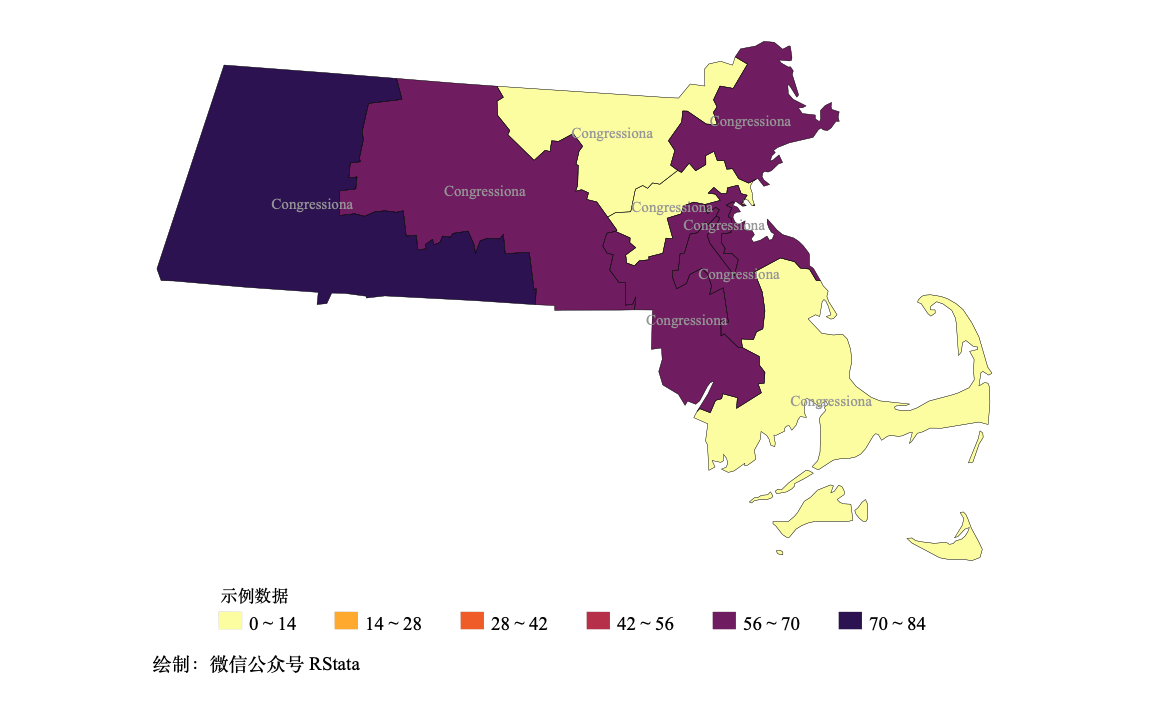 Congressiona
Congressiona
Congressiona
Congressiona
Congressiona
Congressiona
Congressiona
Congressiona
Congressiona
示例数据
0 ~ 14
14 ~ 28
28 ~ 42
42 ~ 56
56 ~ 70
70 ~ 84
绘制：微信公众号 RStata